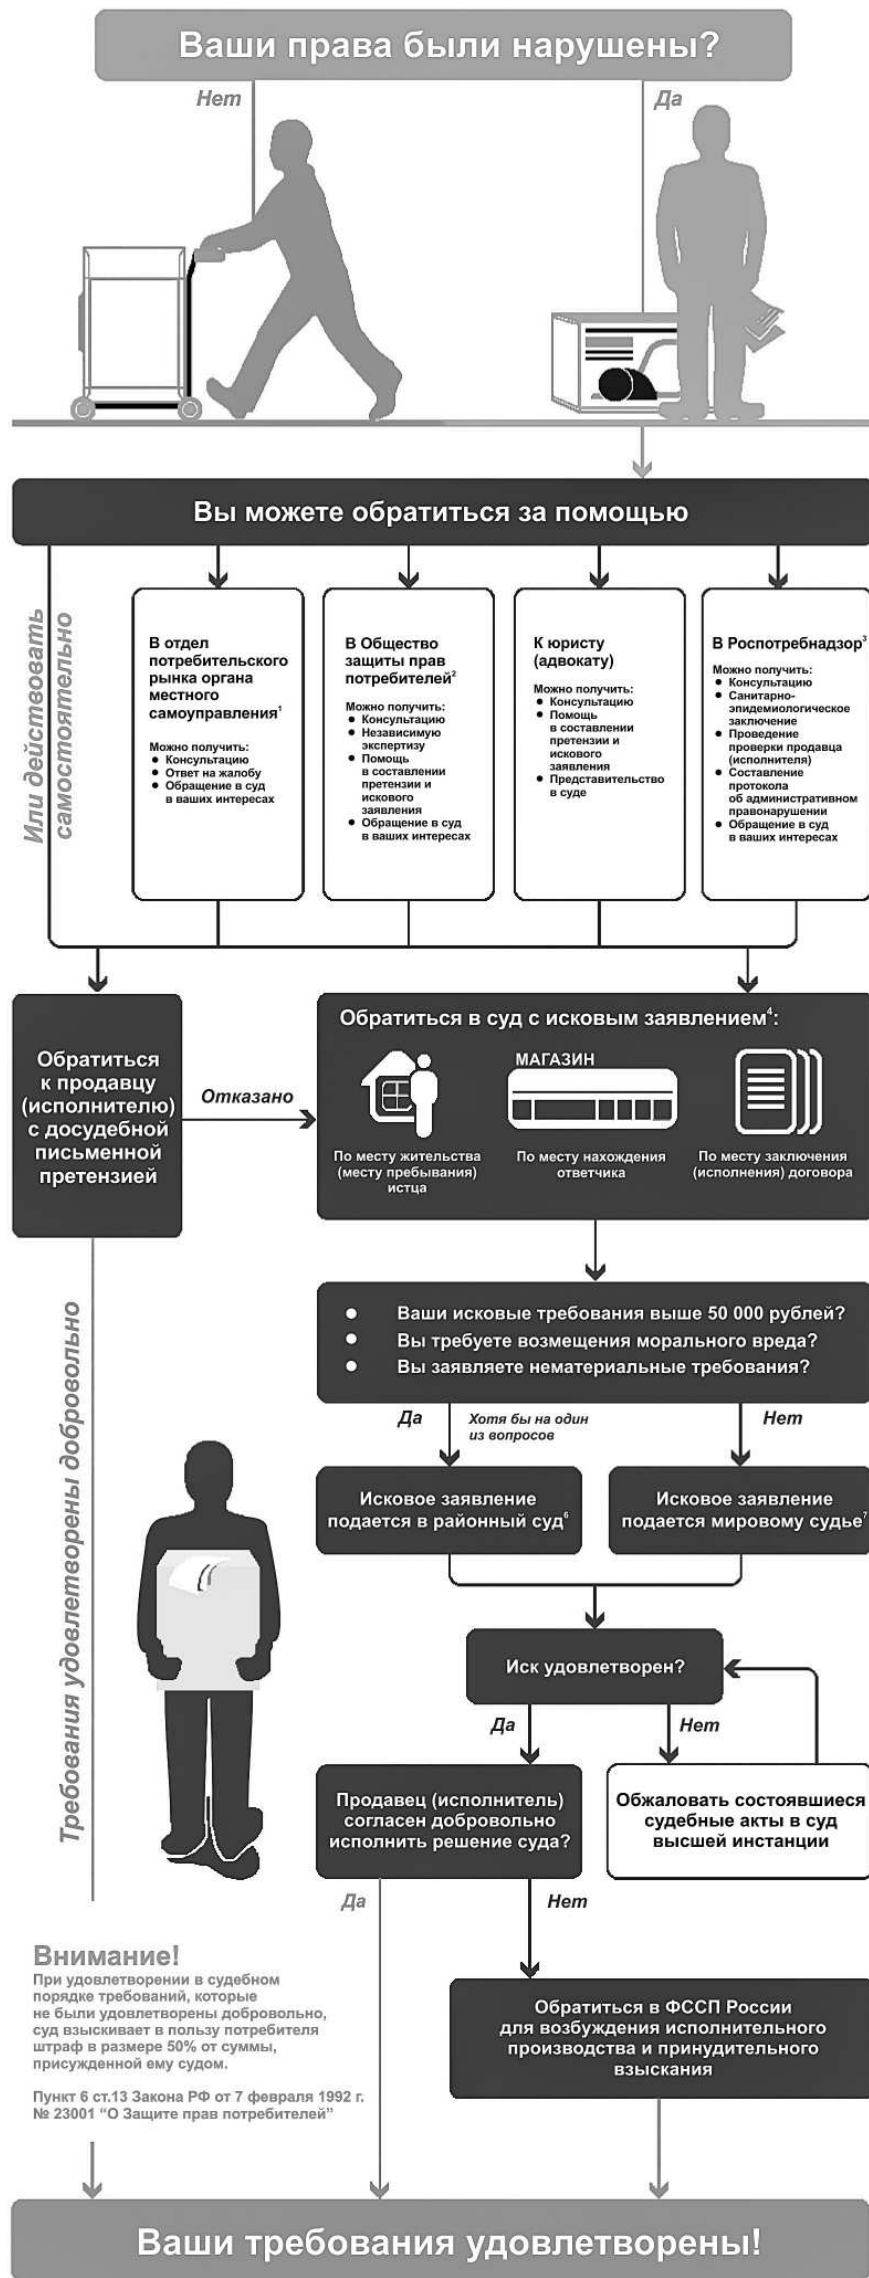 Ваши права были нарушены?
Нет
Да
Вы можете обратиться за помощью
Или действовать
самостоятельно
В отдел
потребительского
рынка органа
местного
самоуправления¹
Можно получить:
● Консультацию
● Ответ на жалобу
● Обращение в суд
в ваших интересах
В Общество
защиты прав
потребителей²
Можно получить:
● Консультацию
● Независимую
экспертизу
● Помощь
в составлении
претензии и
искового
заявления
● Обращение в суд
в ваших интересах
К юристу
(адвокату)
Можно получить:
● Консультацию
● Помощь
в составлении
претензии и
искового
заявления
● Представительство
в суде
В Роспотребнадзор³
Можно получить:
● Консультацию
● Санитарно-
эпидемиологическое
заключение
● Проведение
проверки продавца
(исполнителя)
● Составление
протокола
об административном
правонарушении
● Обращение в суд
в ваших интересах
Обратиться
к продавцу
(исполнителю)
с досудебной
письменной
претензией
Отказано
Обратиться в суд с исковым заявлением⁴:
МАГАЗИН
По месту жительства
(месту пребывания)
истца
По месту нахождения
ответчика
По месту заключения
(исполнения) договора
● Ваши исковые требования выше 50 000 рублей?
● Вы требуете возмещения морального вреда?
● Вы заявляете нематериальные требования?
Да
Хотя бы на один
из вопросов
Нет
Исковое заявление
подается в районный суд⁶
Исковое заявление
подается мировому судье⁷
Требования удовлетворены добровольно
Иск удовлетворен?
Да
Нет
Продавец (исполнитель)
согласен добровольно
исполнить решение суда?
Обжаловать состоявшиеся
судебные акты в суд
высшей инстанции
Да
Нет
Внимание!
При удовлетворении в судебном
порядке требований, которые
не были удовлетворены добровольно,
суд взыскивает в пользу потребителя
штраф в размере 50% от суммы,
присужденной ему судом.
Пункт 6 ст.13 Закона РФ от 7 февраля 1992 г.
№ 23001 “О Защите прав потребителей”
Обратиться в ФССП России
для возбуждения исполнительного
производства и принудительного
взыскания
Ваши требования удовлетворены!